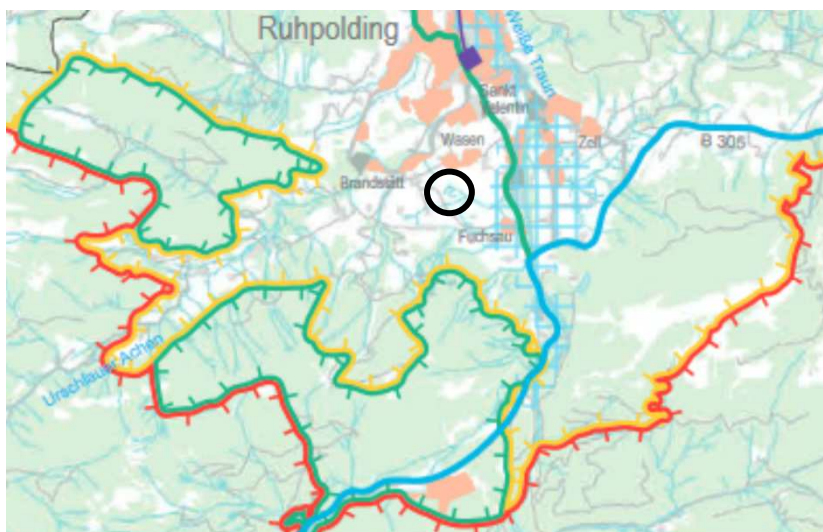 Ruhpolding
Weiße Traun
Sankt
Valentin
Wasen
Zell
B 305
Brandstätt
Fuchsau
Urschlauer Achen